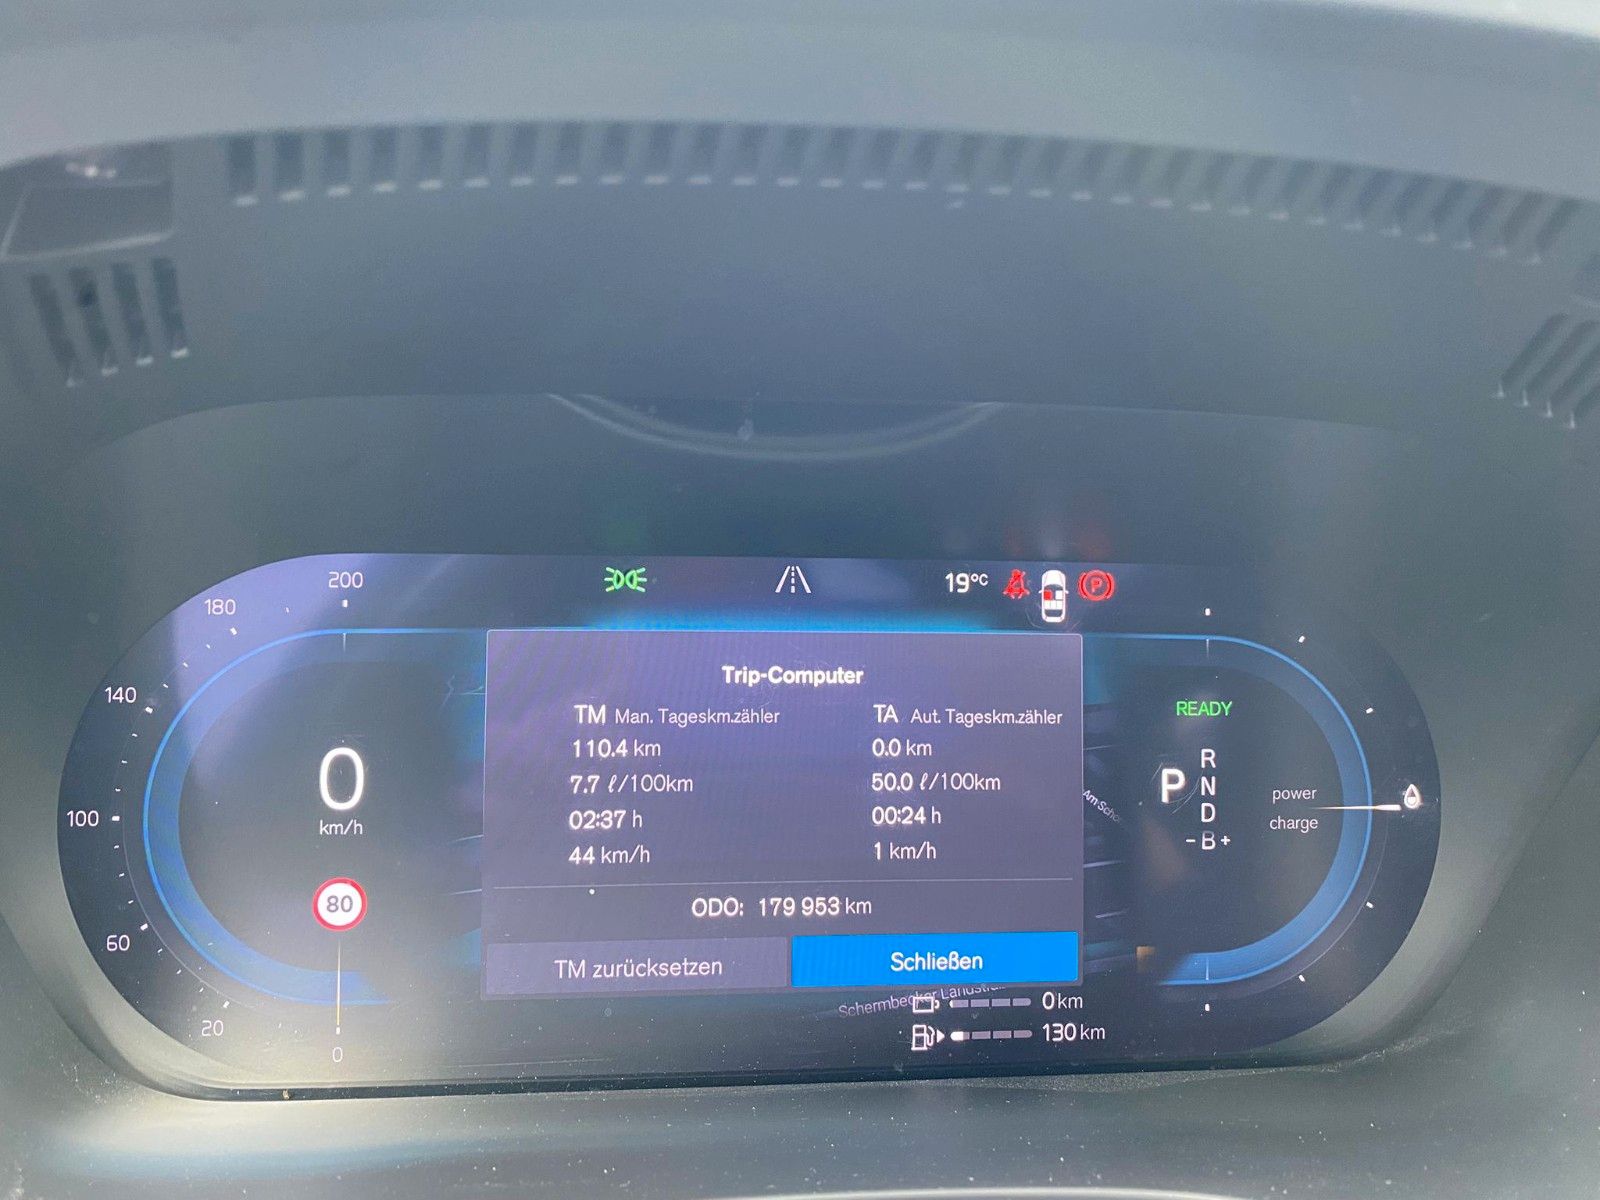 200
180
140
100
60
20
0
19°C
P
0
km/h
80
Trip-Computer
TM Man. Tageskm.zähler
110.4 km
7.7 ℓ/100km
02:37 h
44 km/h
TA Aut. Tageskm.zähler
0.0 km
50.0 ℓ/100km
00:24 h
1 km/h
ODO: 179 953 km
TM zurücksetzen
Schließen
Schermbecker
0 km
130 km
READY
P
R
N
D
-B+
power
charge